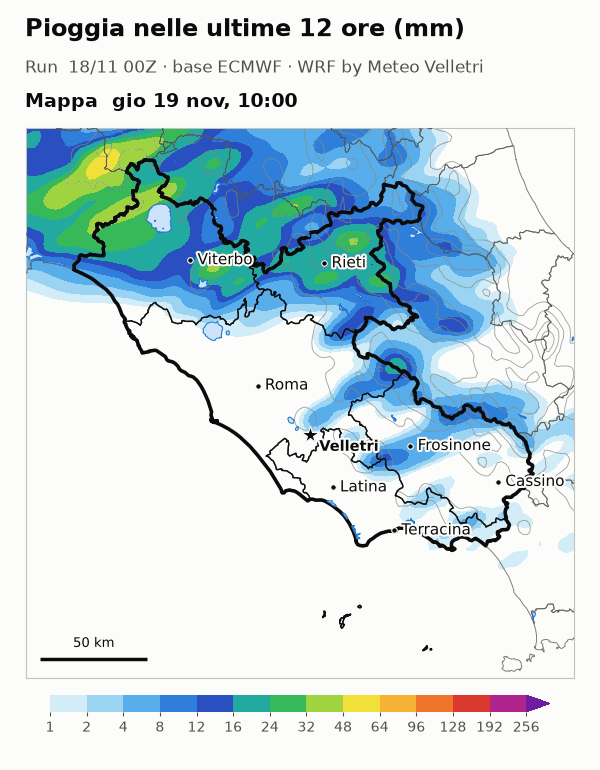 Pioggia nelle ultime 12 ore (mm)
Run  18/11 00Z · base ECMWF · WRF by Meteo Velletri
Mappa  gio 19 nov, 10:00
Viterbo
Rieti
Roma
Velletri
Frosinone
Latina
Cassino
Terracina
50 km
1 2 4 8 12 16 24 32 48 64 96 128 192 256